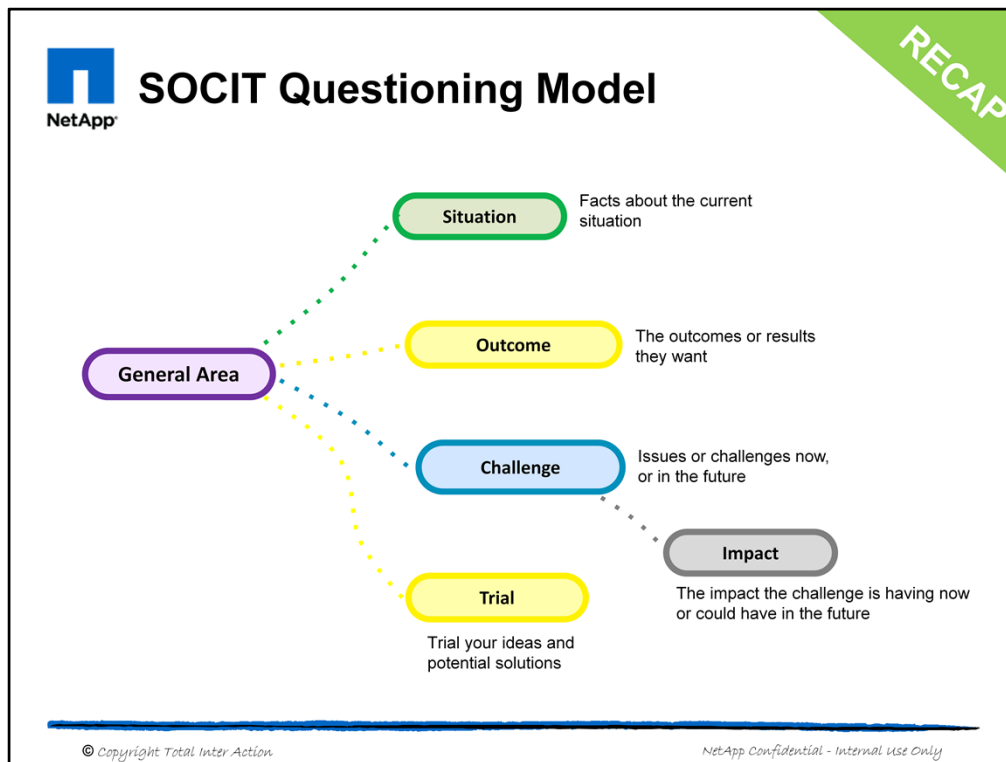 RECAP
NetApp®
SOCIT Questioning Model
Situation
Facts about the current
situation
Outcome
The outcomes or results
they want
General Area
Challenge
Issues or challenges now,
or in the future
Impact
The impact the challenge is having now
or could have in the future
Trial
Trial your ideas and
potential solutions
© Copyright Total Inter Action
NetApp Confidential - Internal Use Only